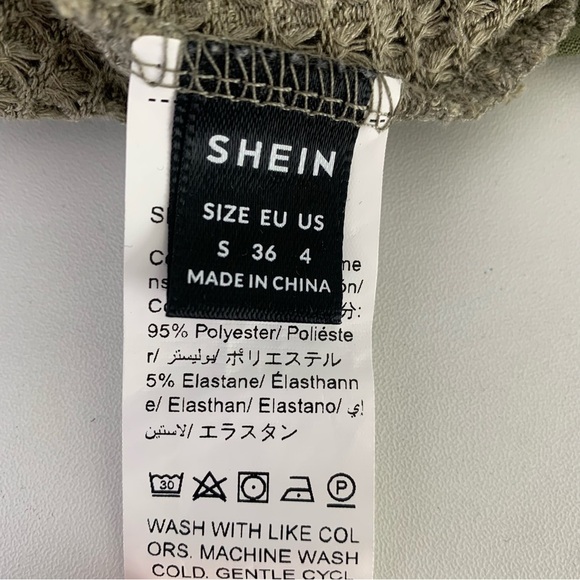 SHEIN
SIZE EU US
S 36 4
MADE IN CHINA
95% Polyester/ Poliéste
r/ بوليستر/ ポリエステル
5% Elastane/ Élasthann
e/ Elasthan/ Elastano/ إي
لاستين/ エラスタン
30
P
WASH WITH LIKE COL
ORS. MACHINE WASH
COLD. GENTLE CYCL